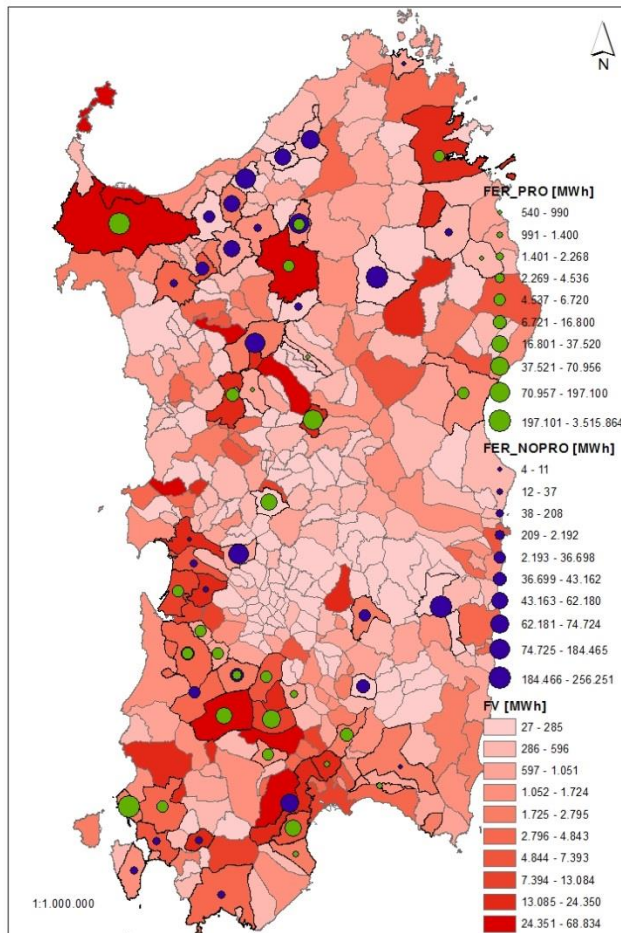 N
FER_PRO [MWh]
540 - 990
991 - 1.400
1.401 - 2.268
2.269 - 4.536
4.537 - 6.720
6.721 - 16.800
16.801 - 37.520
37.521 - 70.956
70.957 - 197.100
197.101 - 3.515.864
FER_NOPRO [MWh]
4 - 11
12 - 37
38 - 208
209 - 2.192
2.193 - 36.698
36.699 - 43.162
43.163 - 62.180
62.181 - 74.724
74.725 - 184.465
184.466 - 256.251
FV [MWh]
27 - 285
286 - 596
597 - 1.051
1.052 - 1.724
1.725 - 2.795
2.796 - 4.843
4.844 - 7.393
7.394 - 13.084
13.085 - 24.350
24.351 - 68.834
1:1.000.000